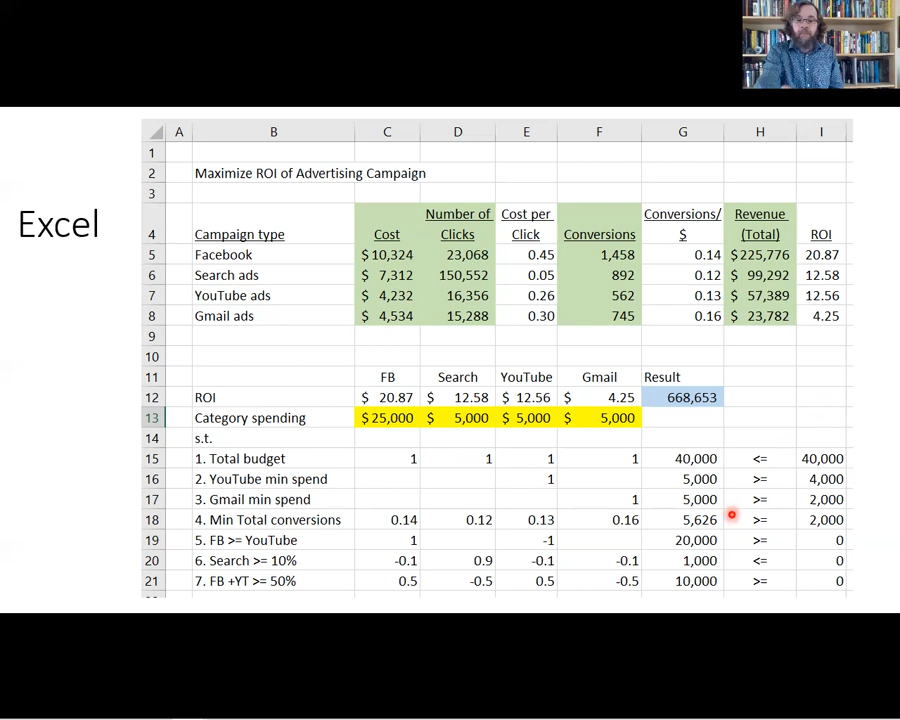 Excel
A B C D E F G H I
1
2 Maximize ROI of Advertising Campaign
3
Number of Cost per Conversions/ Revenue
4 Campaign type Cost Clicks Click Conversions $ (Total) ROI
5 Facebook $ 10,324 23,068 0.45 1,458 0.14 $ 225,776 20.87
6 Search ads $ 7,312 150,552 0.05 892 0.12 $ 99,292 12.58
7 YouTube ads $ 4,232 16,356 0.26 562 0.13 $ 57,389 12.56
8 Gmail ads $ 4,534 15,288 0.30 745 0.16 $ 23,782 4.25
9
10
11 FB Search YouTube Gmail Result
12 ROI $ 20.87 $ 12.58 $ 12.56 $ 4.25 668,653
13 Category spending $ 25,000 $ 5,000 $ 5,000 $ 5,000
14 s.t.
15 1. Total budget 1 1 1 1 40,000 <= 40,000
16 2. YouTube min spend 1 5,000 >= 4,000
17 3. Gmail min spend 1 5,000 >= 2,000
18 4. Min Total conversions 0.14 0.12 0.13 0.16 5,626 >= 2,000
19 5. FB >= YouTube 1 -1 20,000 >= 0
20 6. Search >= 10% -0.1 0.9 -0.1 -0.1 1,000 <= 0
21 7. FB +YT >= 50% 0.5 -0.5 0.5 -0.5 10,000 >= 0